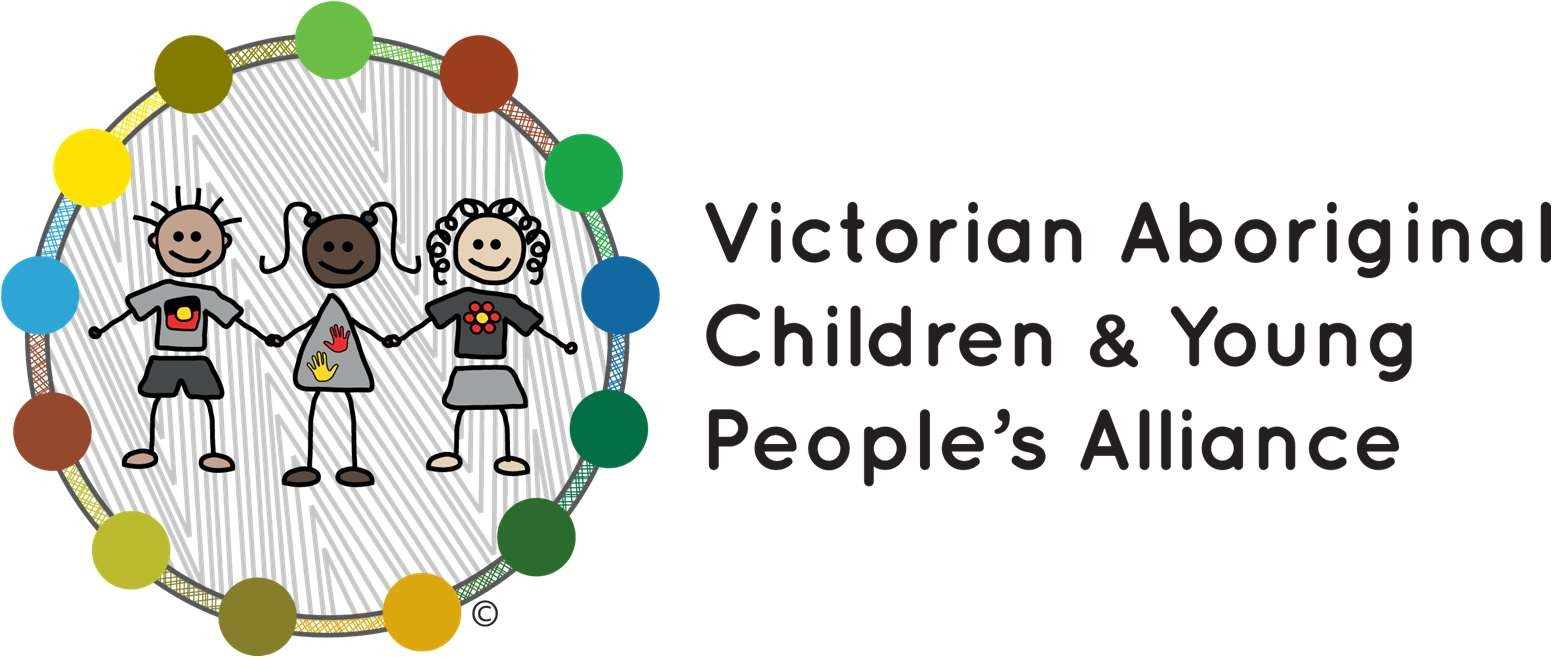 Victorian Aboriginal
Children & Young
People’s Alliance
©